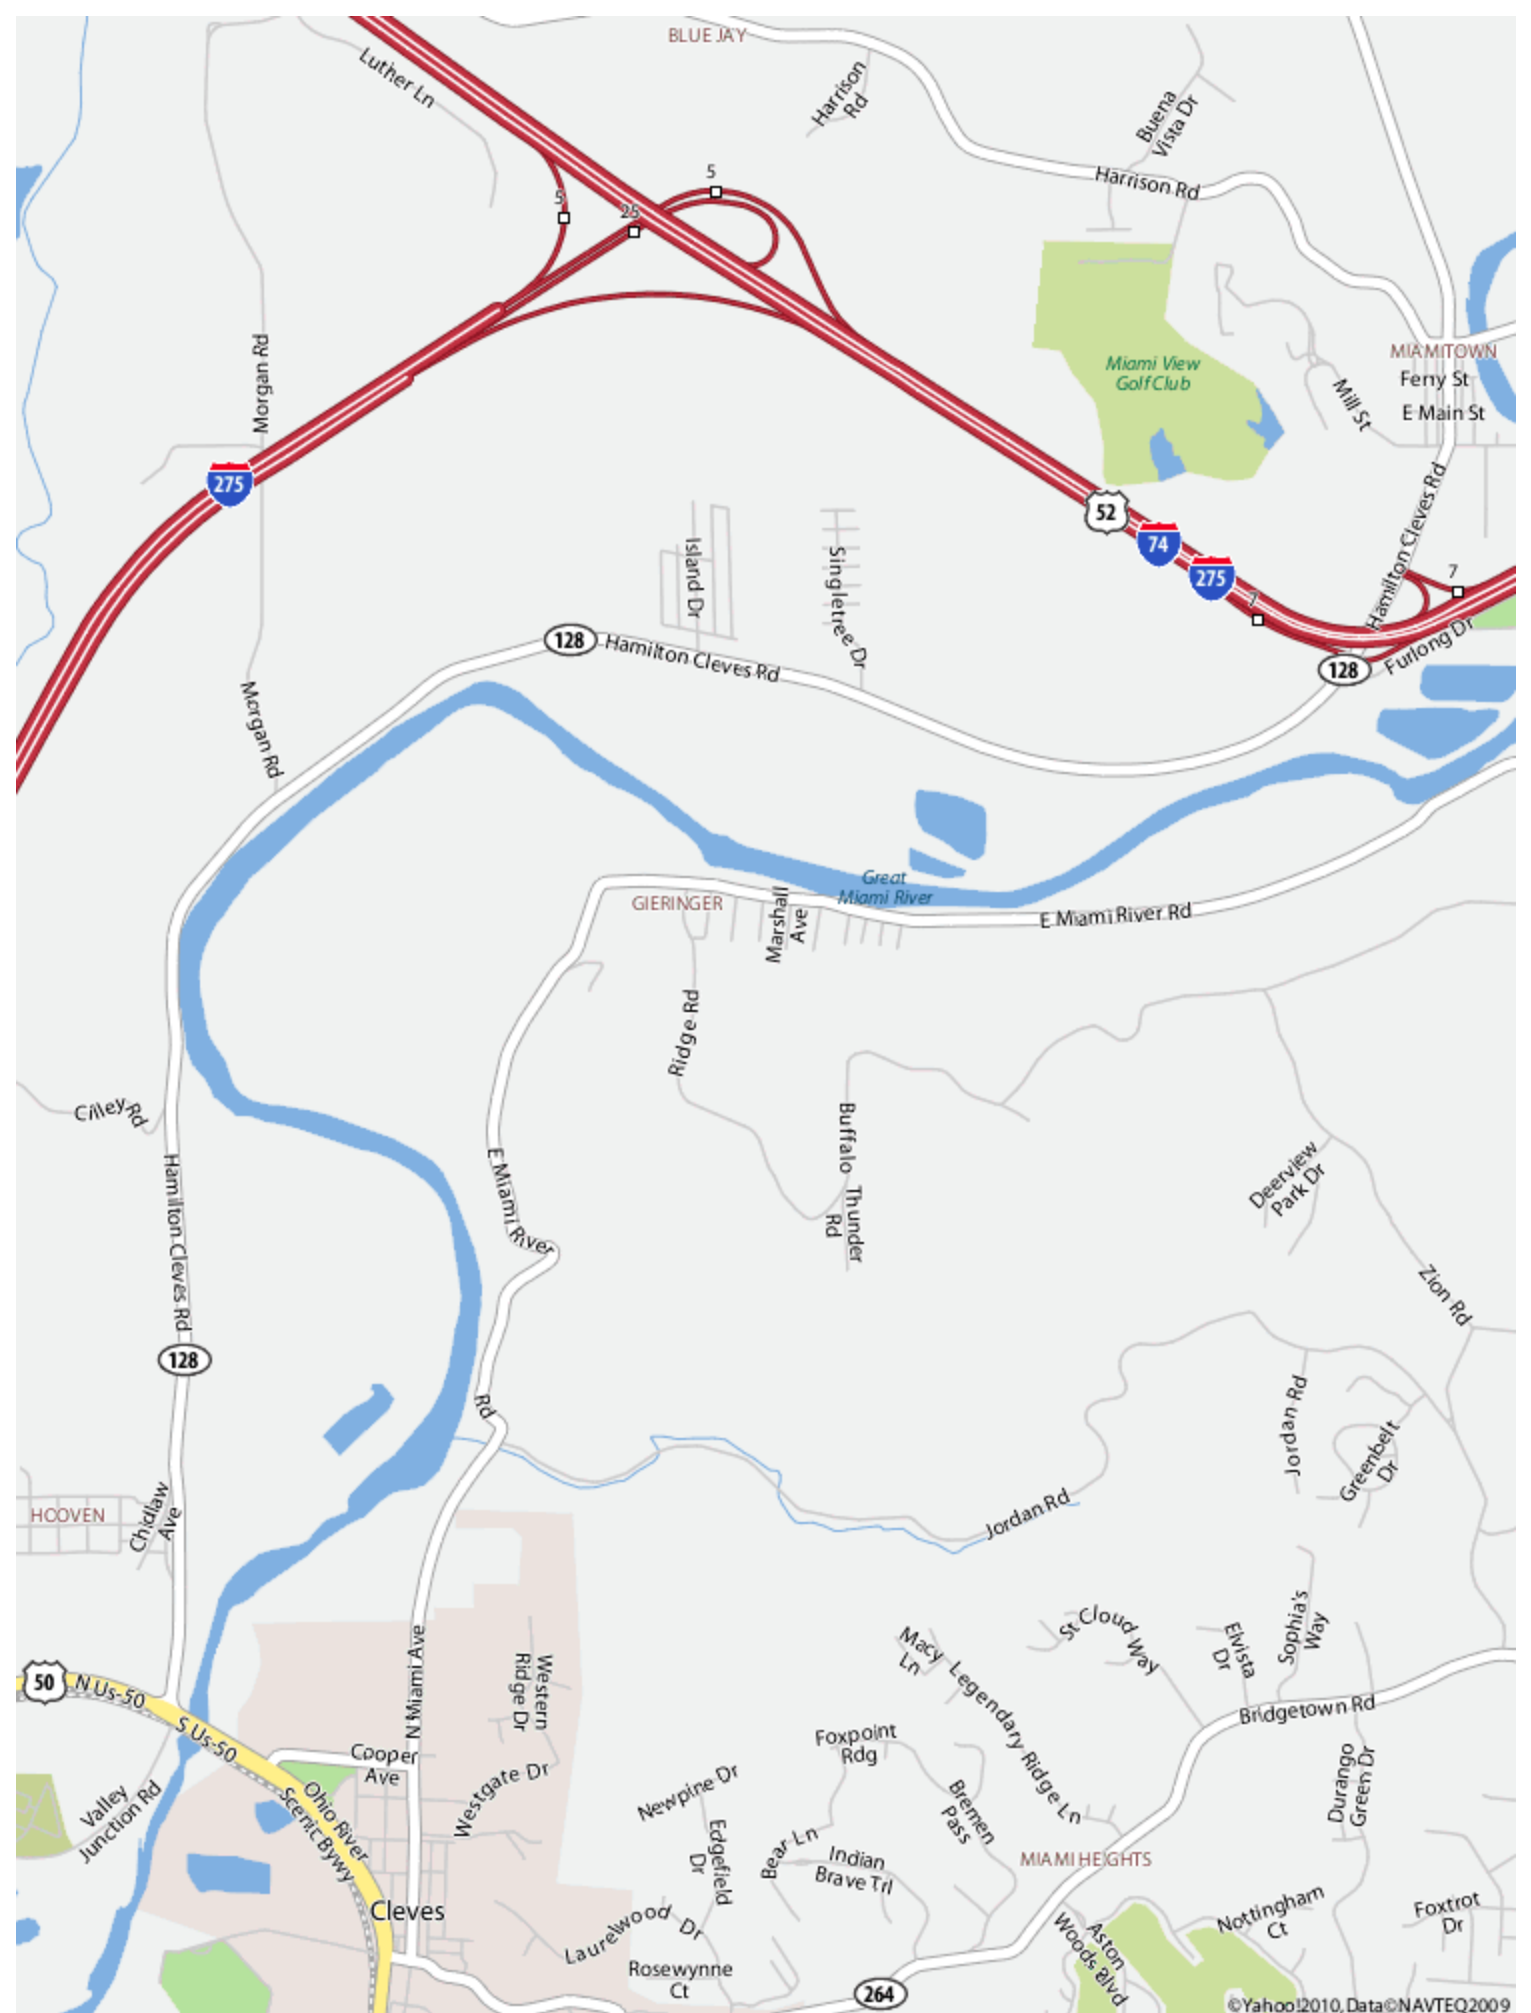 BLUE JAY
Luther Ln
Harrison
Rd
Buena
Vista Dr
Harrison Rd
5
5
25
Morgan Rd
Miami View
Golf Club
MIAMITOWN
Ferry St
E Main St
Mill St
275
52
74
275
7
7
Hamilton Cleves Rd
Island Dr
Singletree Dr
128
Hamilton Cleves Rd
128
Furlong Dr
Morgan Rd
Great
Miami River
GIERINGER
Marshall
Ave
E Miami River Rd
Ridge Rd
Cilley Rd
Buffalo Thunder
Rd
Deerview
Park Dr
E Miami River
Hamilton Cleves Rd
Zion Rd
128
Rd
Jordan Rd
Greenbelt
Dr
HOOVEN
Chidlaw
Ave
Jordan Rd
St Cloud Way
Elvista
Dr
Sophia's
Way
Macy
Ln
Legendary Ridge Ln
N Miami Ave
Western
Ridge Dr
50
N Us-50
S Us-50
Bridgetown Rd
Foxpoint
Rdg
Cooper
Ave
Westgate Dr
Newpine Dr
Bremen
Pass
Durango
Green Dr
Valley
Junction Rd
Ohio River
Scenic Bywy
Edgefield
Dr
Bear Ln
Indian
Brave Trl
MIAMI HEIGHTS
Cleves
Laurelwood Dr
Aston
Woods Blvd
Nottingham
Ct
Foxtrot
Dr
Rosewynne
Ct
264
©Yahoo!2010, Data©NAVTEQ2009